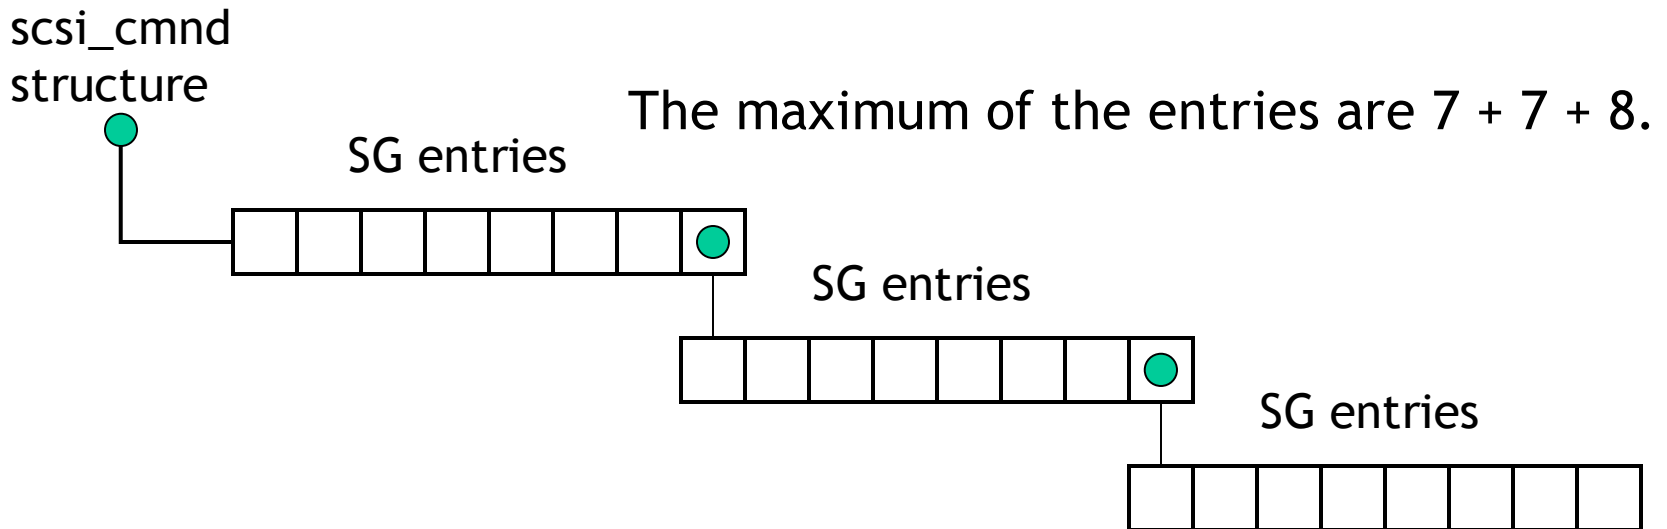 scsi_cmnd
structure
The maximum of the entries are 7 + 7 + 8.
SG entries
SG entries
SG entries